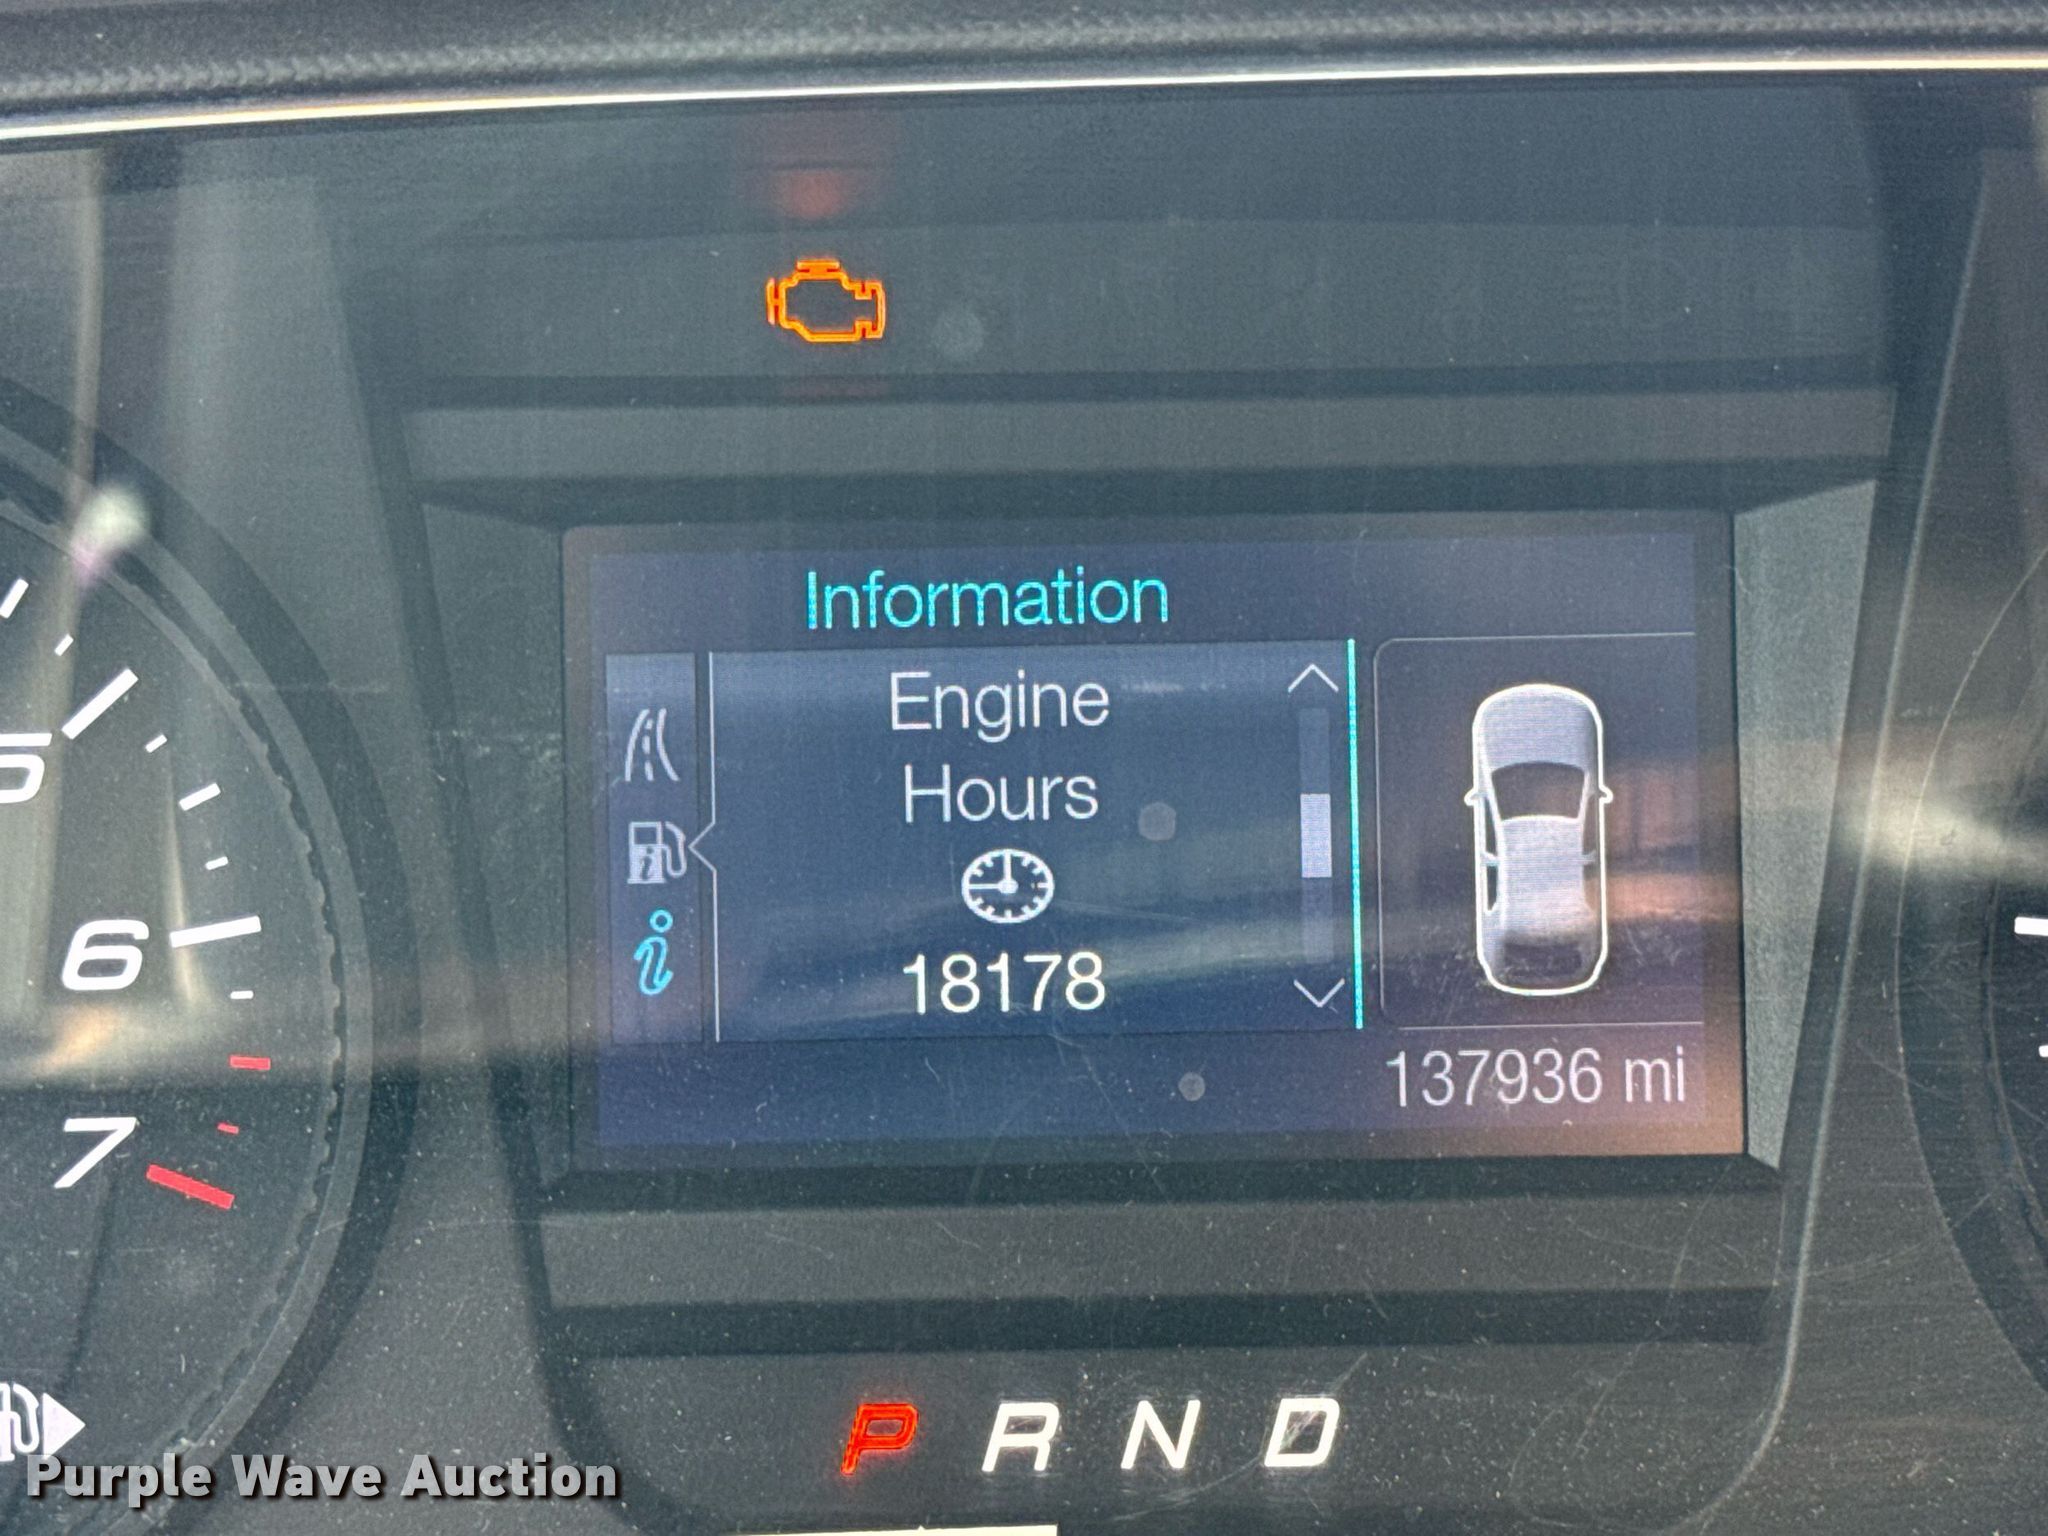 Information
Engine
Hours
18178
137936 mi
5
6
7
P R N D
Purple Wave Auction